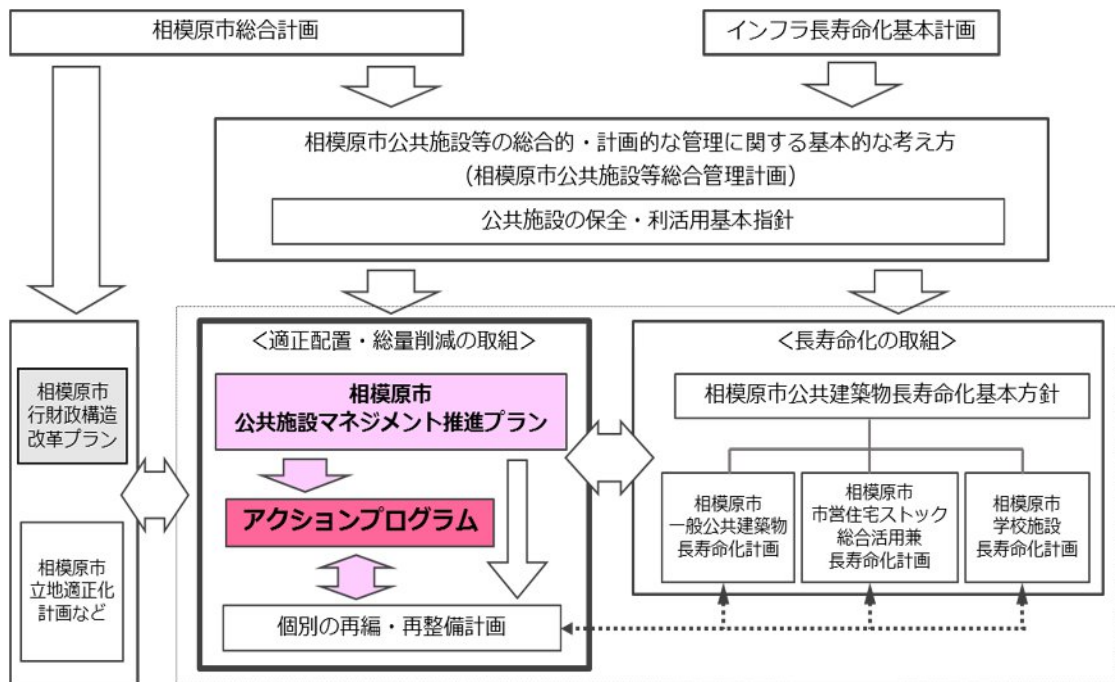 相模原市総合計画
インフラ長寿命化基本計画
相模原市公共施設等の総合的・計画的な管理に関する基本的な考え方
（相模原市公共施設等総合管理計画）
公共施設の保全・利活用基本指針
相模原市
行財政構造
改革プラン
相模原市
立地適正化
計画など
＜適正配置・総量削減の取組＞
相模原市
公共施設マネジメント推進プラン
アクションプログラム
個別の再編・再整備計画
＜長寿命化の取組＞
相模原市公共建築物長寿命化基本方針
相模原市
一般公共建築物
長寿命化計画
相模原市
市営住宅ストック
総合活用兼
長寿命化計画
相模原市
学校施設
長寿命化計画